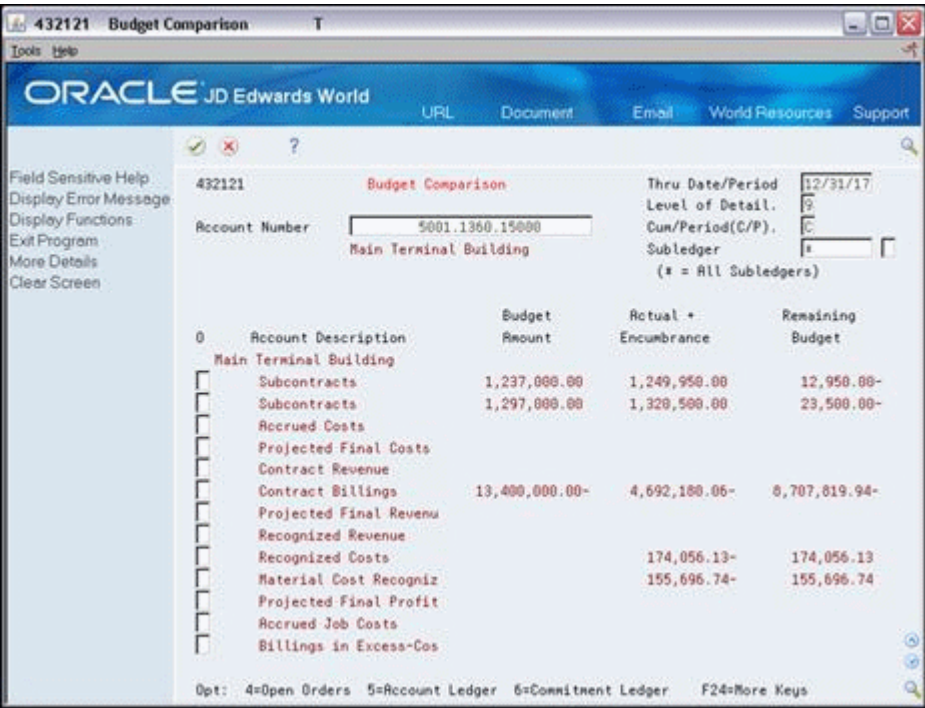 432121 Budget Comparison T
Tools Help
ORACLE JD Edwards World
URL Document Email World Resources Support
?
Field Sensitive Help
Display Error Message
Display Functions
Exit Program
More Details
Clear Screen
432121 Budget Comparison Thru Date/Period 12/31/17
Level of Detail. 9
Account Number 5001.1360.15000 Cum/Period(C/P). C
Main Terminal Building Subledger *
(* = All Subledgers)
Budget Actual + Remaining
O Account Description Amount Encumbrance Budget
Main Terminal Building
Subcontracts 1,237,000.00 1,249,950.00 12,950.00-
Subcontracts 1,297,000.00 1,320,500.00 23,500.00-
Accrued Costs
Projected Final Costs
Contract Revenue
Contract Billings 13,400,000.00- 4,692,180.06- 8,707,819.94-
Projected Final Revenu
Recognized Revenue
Recognized Costs 174,056.13- 174,056.13
Material Cost Recogniz 155,696.74- 155,696.74
Projected Final Profit
Accrued Job Costs
Billings in Excess-Cos
Opt: 4=Open Orders 5=Account Ledger 6=Commitment Ledger F24=More Keys